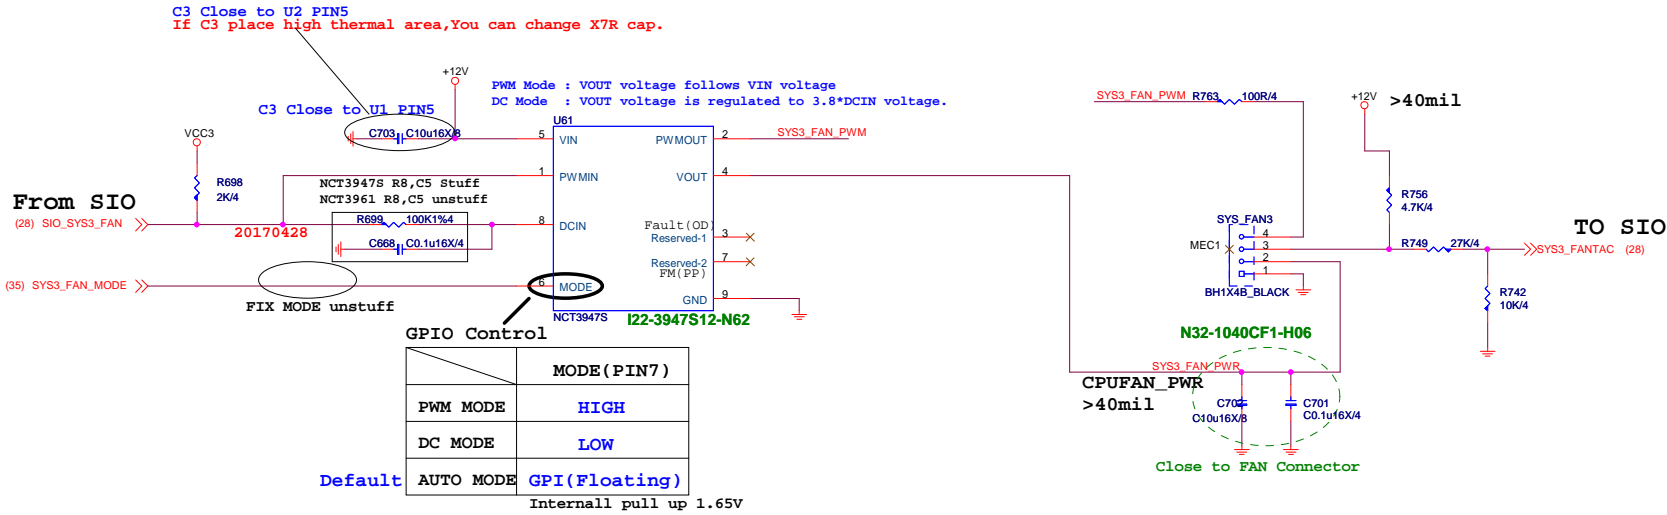 C3 Close to U2 PIN5
If C3 place high thermal area,You can change X7R cap.
+12V
PWM Mode : VOUT voltage follows VIN voltage
DC Mode  : VOUT voltage is regulated to 3.8*DCIN voltage.
C3 Close to U1 PIN5
C703
C10u16X/8
VCC3
R698
2K/4
From SIO
(28) SIO_SYS3_FAN
20170428
NCT3947S R8,C5 Stuff
NCT3961 R8,C5 unstuff
R699
100K1%4
C668
C0.1u16X/4
(35) SYS3_FAN_MODE
FIX MODE unstuff
U61
5
VIN
PWMOUT
2
SYS3_FAN_PWM
1
PWMIN
VOUT
4
8
DCIN
Fault(OD)
Reserved-1
3
Reserved-2
7
FM(PP)
6
MODE
GND
9
NCT3947S
I22-3947S12-N62
GPIO Control
MODE(PIN7)
PWM MODE
HIGH
DC MODE
LOW
Default
AUTO MODE
GPI(Floating)
Internall pull up 1.65V
SYS3_FAN_PWM
R763
100R/4
+12V
>40mil
R756
4.7K/4
SYS_FAN3
MEC1
4
3
2
1
BH1X4B_BLACK
N32-1040CF1-H06
R749
27K/4
TO SIO
SYS3_FANTAC (28)
R742
10K/4
SYS3_FAN_PWR
CPUFAN_PWR
>40mil
C702
C10u16X/8
C701
C0.1u16X/4
Close to FAN Connector